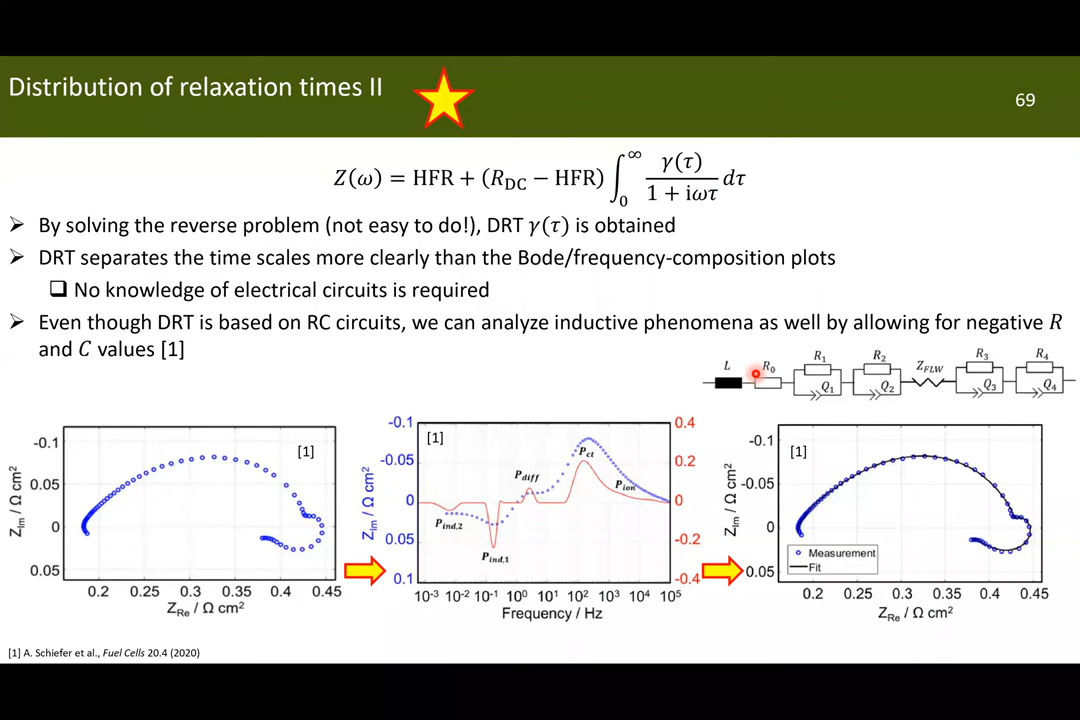 Distribution of relaxation times II
69
Z(ω) = HFR + (R_DC − HFR) ∫₀^∞ γ(τ) / (1 + iωτ) dτ
➢ By solving the reverse problem (not easy to do!), DRT γ(τ) is obtained
➢ DRT separates the time scales more clearly than the Bode/frequency-composition plots
❑ No knowledge of electrical circuits is required
➢ Even though DRT is based on RC circuits, we can analyze inductive phenomena as well by allowing for negative R
and C values [1]
L R₀ R₁ R₂ Z_FLW R₃ R₄
Q₁ Q₂ Q₃ Q₄
-0.1
0.05
0
0.05
Z_Im / Ω cm²
[1]
0.2 0.25 0.3 0.35 0.4 0.45
Z_Re / Ω cm²
-0.1
-0.05
0
0.05
0.1
Z_Im / Ω cm²
[1]
P_ind,2
P_ind,1
P_diff
P_ct
P_ion
0.4
0.2
0
-0.2
-0.4
10⁻³ 10⁻² 10⁻¹ 10⁰ 10¹ 10² 10³ 10⁴ 10⁵
Frequency / Hz
-0.1
-0.05
0
0.05
Z_Im / Ω cm²
[1]
Measurement
Fit
0.2 0.25 0.3 0.35 0.4 0.45
Z_Re / Ω cm²
[1] A. Schiefer et al., Fuel Cells 20.4 (2020)